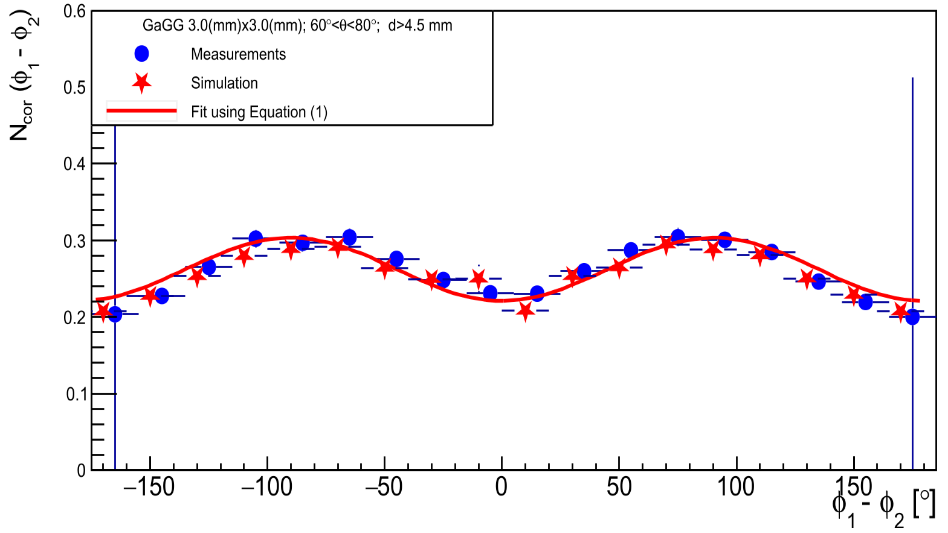 N_cor (ϕ_1 - ϕ_2)
GaGG 3.0(mm)x3.0(mm); 60°<θ<80°; d>4.5 mm
Measurements
Simulation
Fit using Equation (1)
0.6
0.5
0.4
0.3
0.2
0.1
0
−150
−100
−50
0
50
100
150
ϕ_1 - ϕ_2 [°]